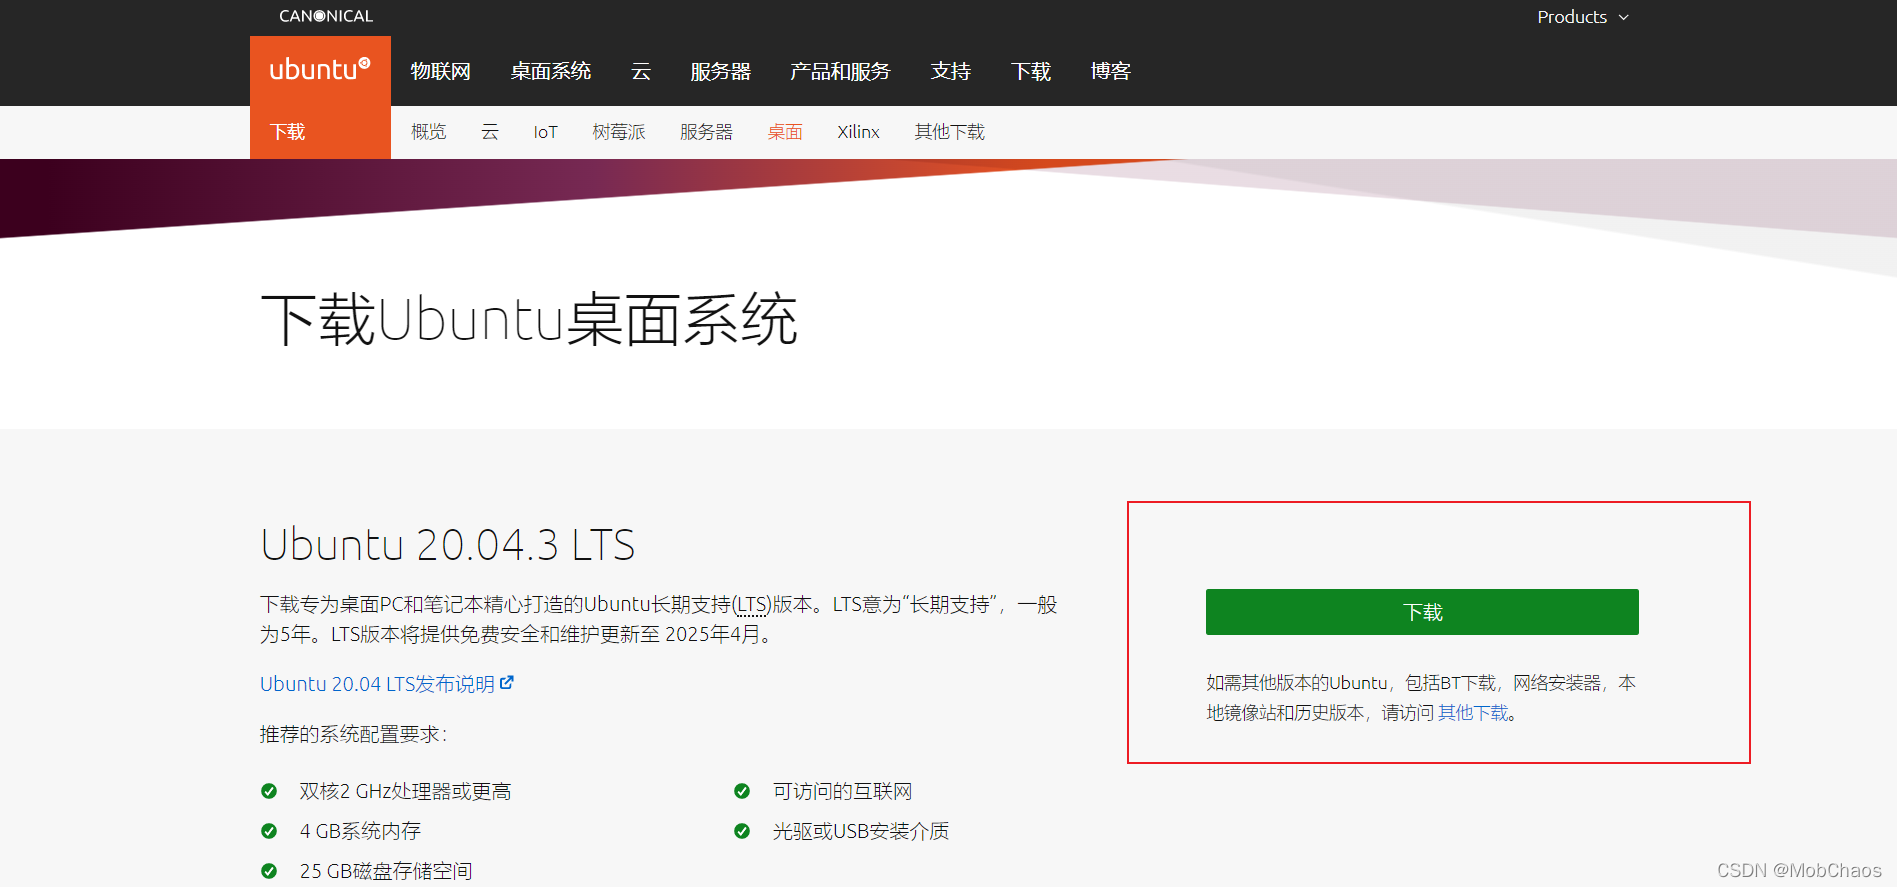 CANONICAL
Products
ubuntu
物联网 桌面系统 云 服务器 产品和服务 支持 下载 博客
下载 概览 云 IoT 树莓派 服务器 桌面 Xilinx 其他下载
下载Ubuntu桌面系统
Ubuntu 20.04.3 LTS
下载专为桌面PC和笔记本精心打造的Ubuntu长期支持(LTS)版本。LTS意为“长期支持”，一般
为5年。LTS版本将提供免费安全和维护更新至 2025年4月。
Ubuntu 20.04 LTS发布说明
推荐的系统配置要求：
双核2 GHz处理器或更高
4 GB系统内存
25 GB磁盘存储空间
可访问的互联网
光驱或USB安装介质
下载
如需其他版本的Ubuntu，包括BT下载，网络安装器，本
地镜像站和历史版本，请访问 其他下载。
CSDN @MobChaos